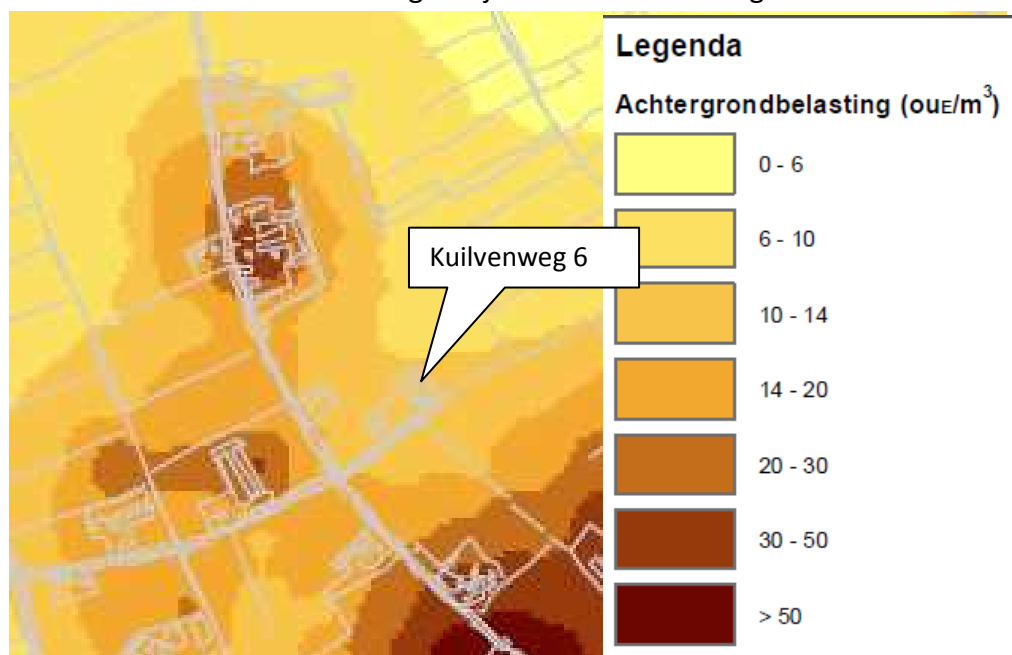 Kuilvenweg 6
Legenda
Achtergrondbelasting (ouE/m³)
0 - 6
6 - 10
10 - 14
14 - 20
20 - 30
30 - 50
> 50